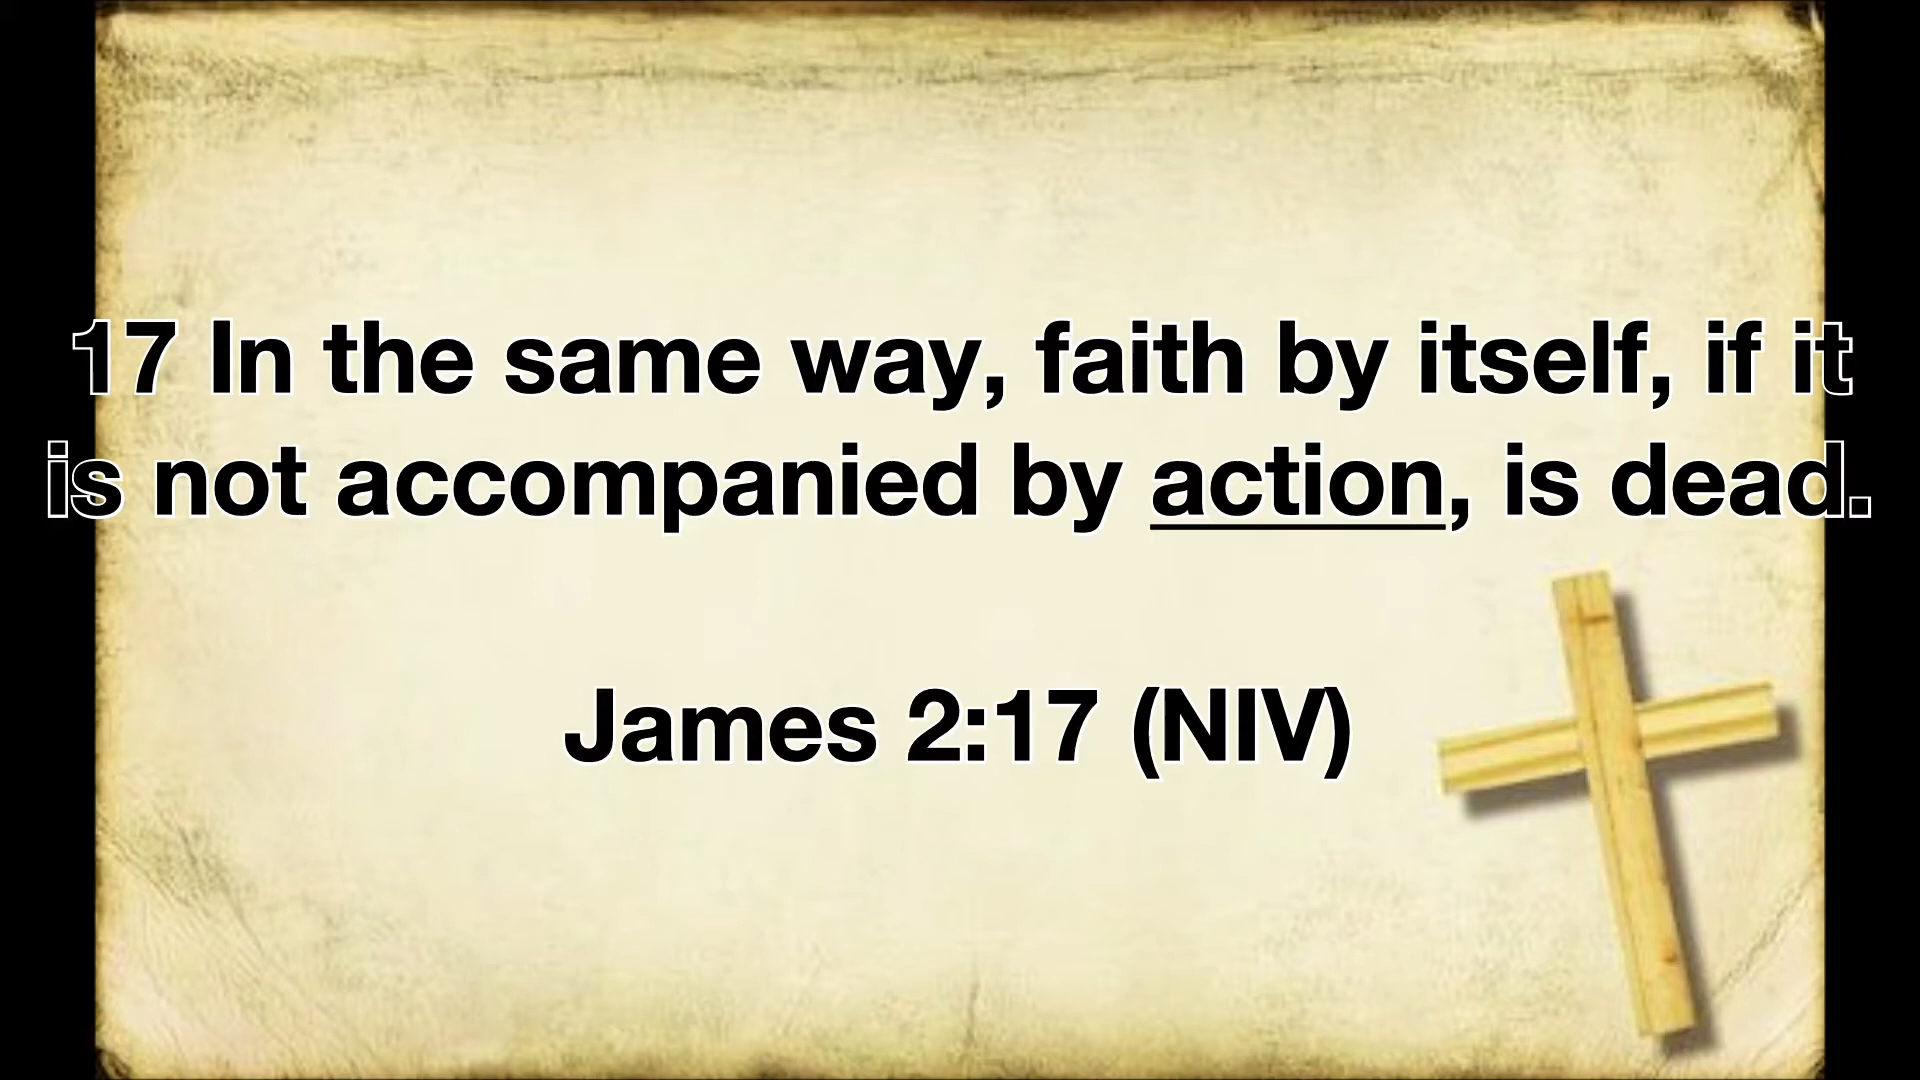 17 In the same way, faith by itself, if it
is not accompanied by action, is dead.
James 2:17 (NIV)